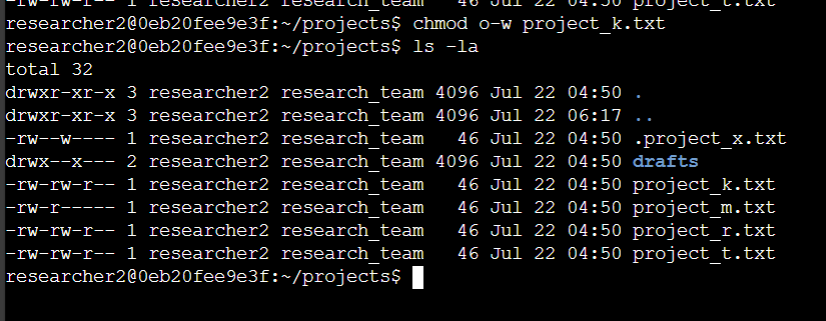 -rw-rw-r-- 1 researcher2 research_team   46 Jul 22 04:50 project_t.txt
researcher2@0eb20fee9e3f:~/projects$ chmod o-w project_k.txt
researcher2@0eb20fee9e3f:~/projects$ ls -la
total 32
drwxr-xr-x 3 researcher2 research_team 4096 Jul 22 04:50 .
drwxr-xr-x 3 researcher2 research_team 4096 Jul 22 06:17 ..
-rw--w---- 1 researcher2 research_team   46 Jul 22 04:50 .project_x.txt
drwx--x--- 2 researcher2 research_team 4096 Jul 22 04:50 drafts
-rw-rw-r-- 1 researcher2 research_team   46 Jul 22 04:50 project_k.txt
-rw-r----- 1 researcher2 research_team   46 Jul 22 04:50 project_m.txt
-rw-rw-r-- 1 researcher2 research_team   46 Jul 22 04:50 project_r.txt
-rw-rw-r-- 1 researcher2 research_team   46 Jul 22 04:50 project_t.txt
researcher2@0eb20fee9e3f:~/projects$